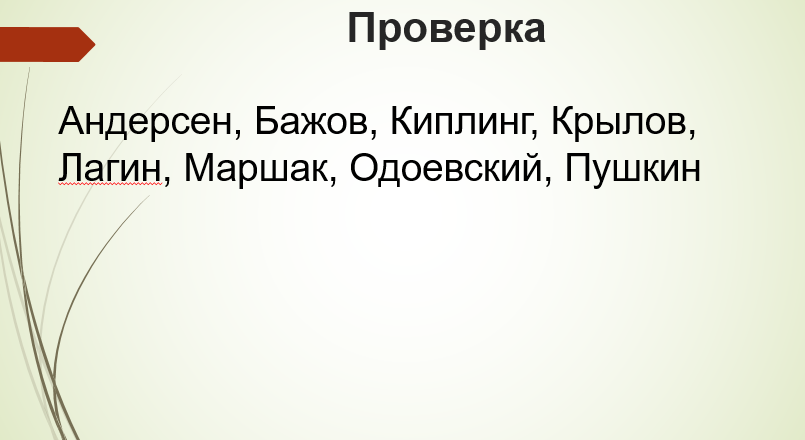 Проверка
Андерсен, Бажов, Киплинг, Крылов,
Лагин, Маршак, Одоевский, Пушкин